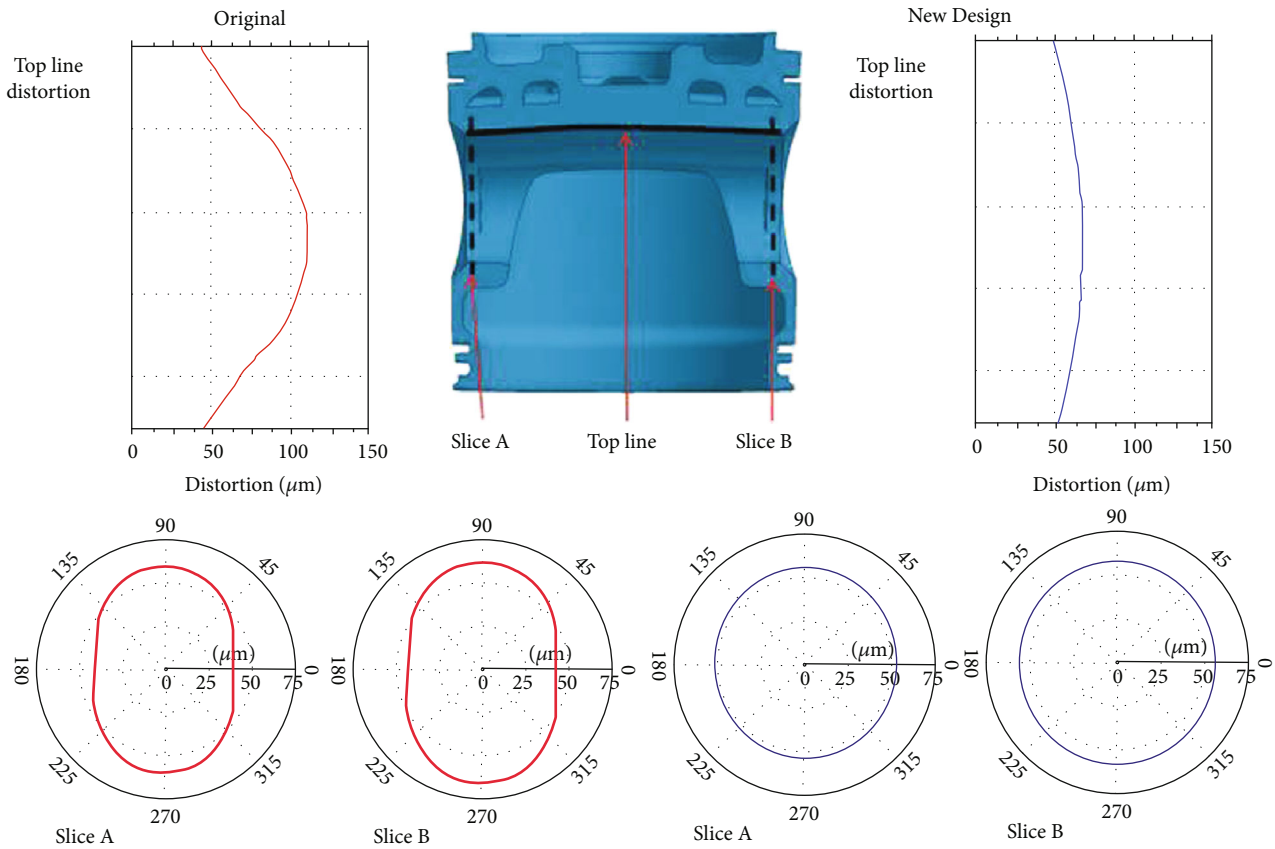 Original
Top line
distortion
0 50 100 150
Distortion (μm)
Slice A
Top line
Slice B
New Design
Top line
distortion
0 50 100 150
Distortion (μm)
90
135 45
(μm)
180 0 25 50 75 0
225 315
270
Slice A
90
135 45
(μm)
180 0 25 50 75 0
225 315
270
Slice B
90
135 45
(μm)
180 0 25 50 75 0
225 315
270
Slice A
90
135 45
(μm)
180 0 25 50 75 0
225 315
270
Slice B